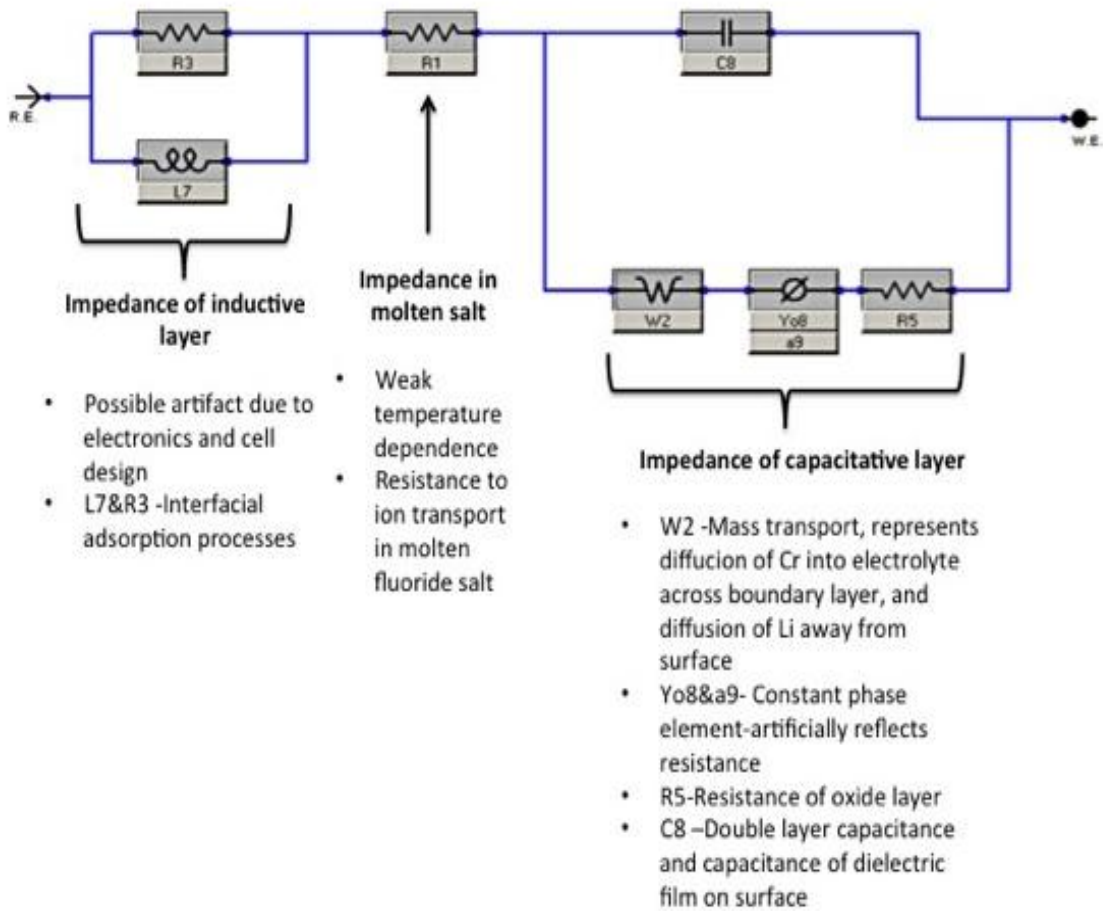 R3
R1
C8
R.E.
W.E.
L7
W2
Yo8
R5
a9
Impedance of inductive
layer
• Possible artifact due to
electronics and cell
design
• L7&R3 -Interfacial
adsorption processes
Impedance in
molten salt
• Weak
temperature
dependence
• Resistance to
ion transport
in molten
fluoride salt
Impedance of capacitative layer
• W2 -Mass transport, represents
diffucion of Cr into electrolyte
across boundary layer, and
diffusion of Li away from
surface
• Yo8&a9- Constant phase
element-artificially reflects
resistance
• R5-Resistance of oxide layer
• C8 –Double layer capacitance
and capacitance of dielectric
film on surface